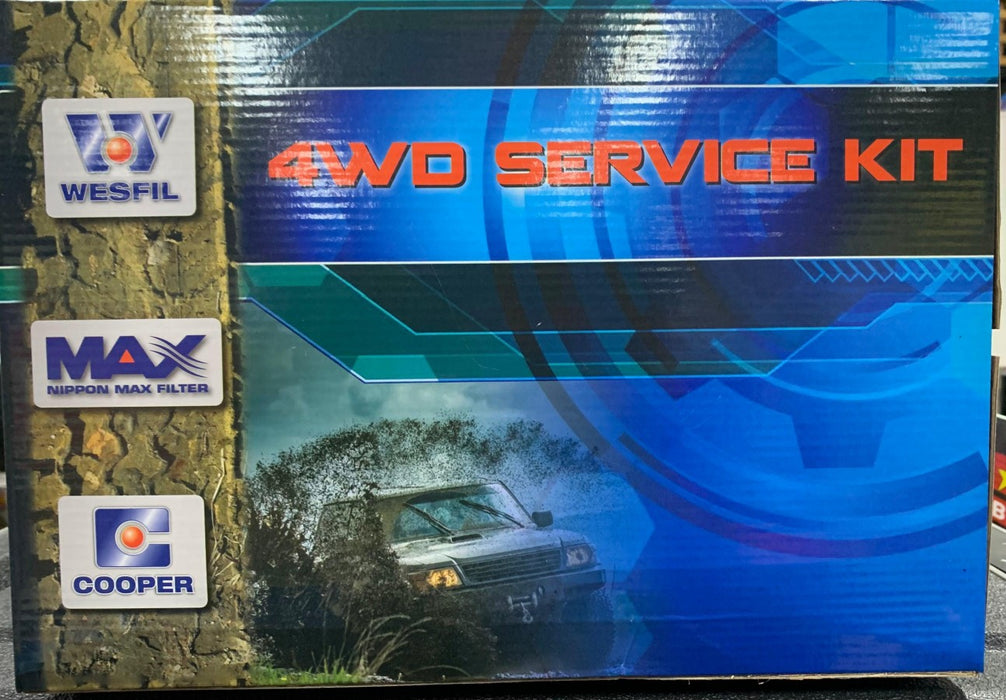 4WD SERVICE KIT
WESFIL
MAX
NIPPON MAX FILTER
C
COOPER